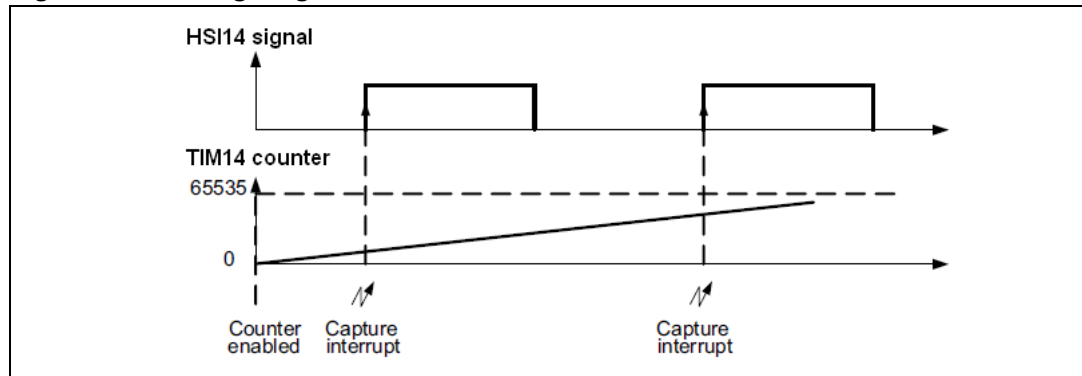 HSI14 signal
TIM14 counter
65535
0
Counter
enabled
Capture
interrupt
Capture
interrupt